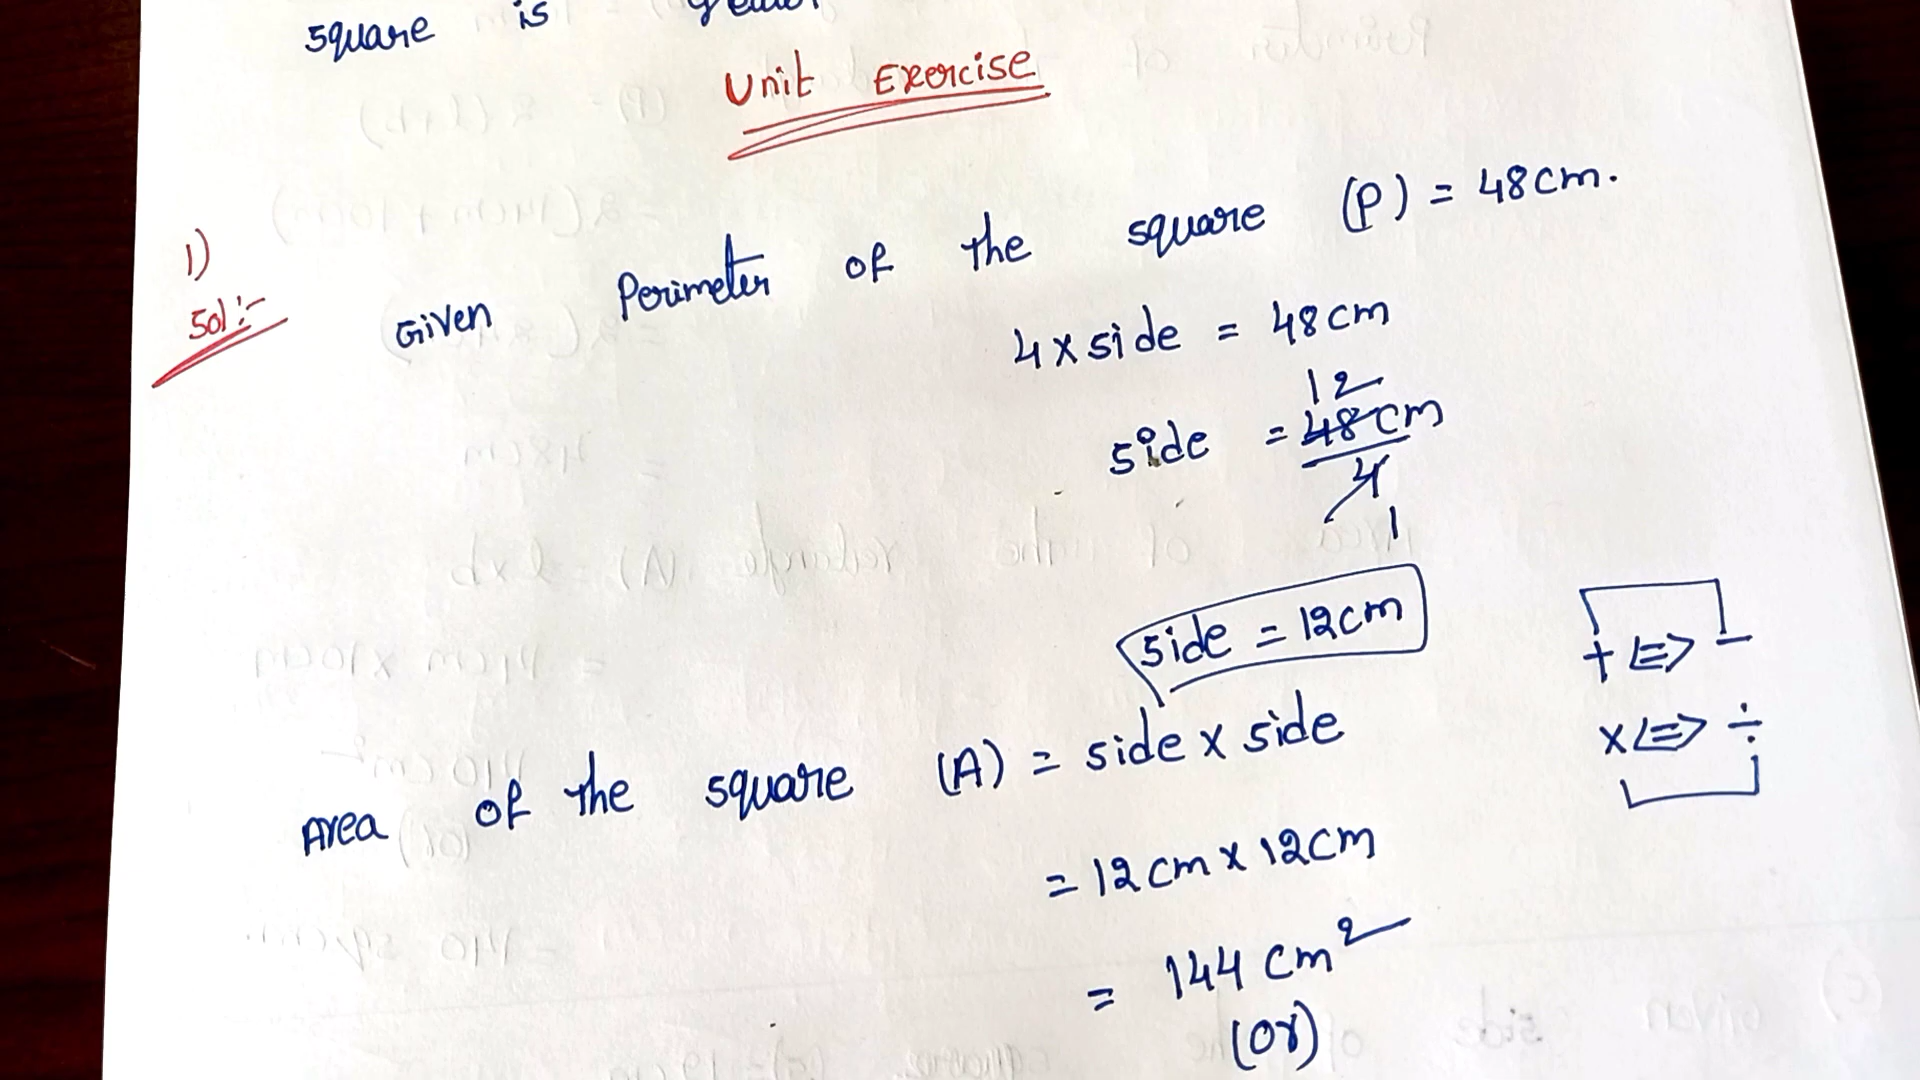 square is
Unit Exercise
1)
Sol:-
Given Perimeter of the square (P) = 48cm.
4 x side = 48cm
12
side = 48cm
4
1
side = 12cm
+ <=> -
x <=> ÷
Area of the square (A) = side x side
= 12cm x 12cm
= 144 cm²
(or)